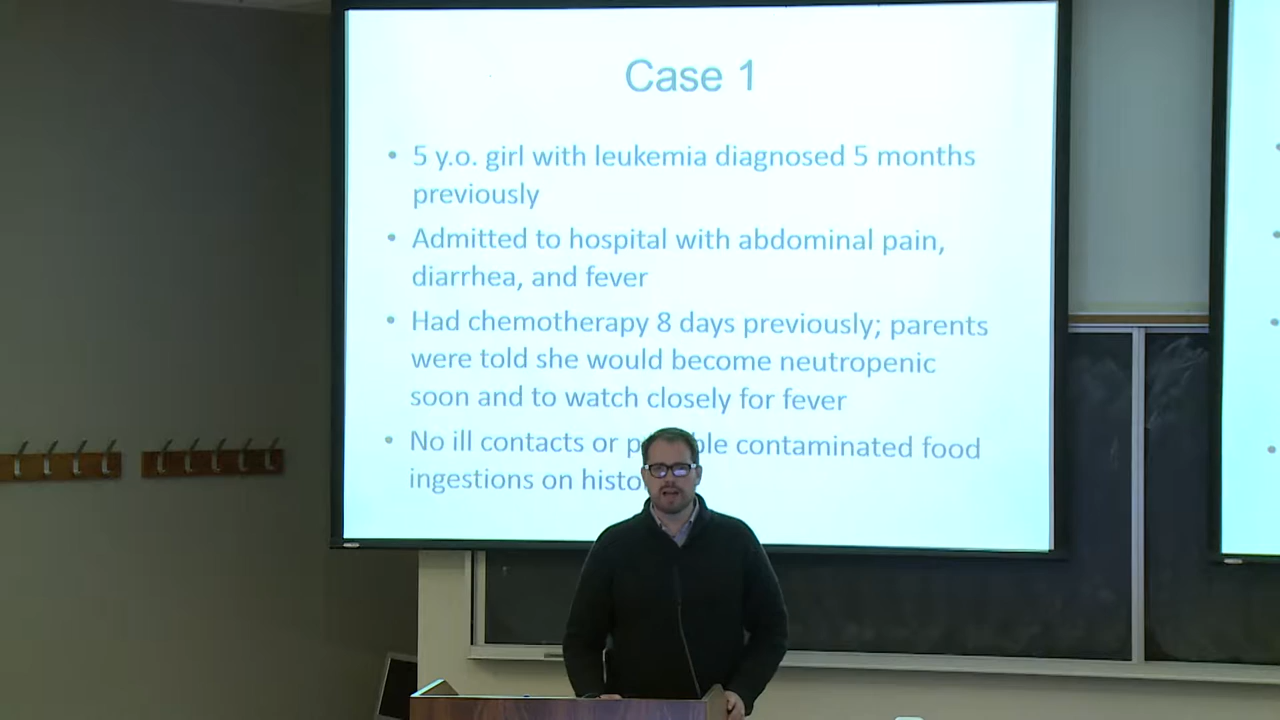 Case 1
• 5 y.o. girl with leukemia diagnosed 5 months
previously
• Admitted to hospital with abdominal pain,
diarrhea, and fever
• Had chemotherapy 8 days previously; parents
were told she would become neutropenic
soon and to watch closely for fever
• No ill contacts or contaminated food
ingestions on